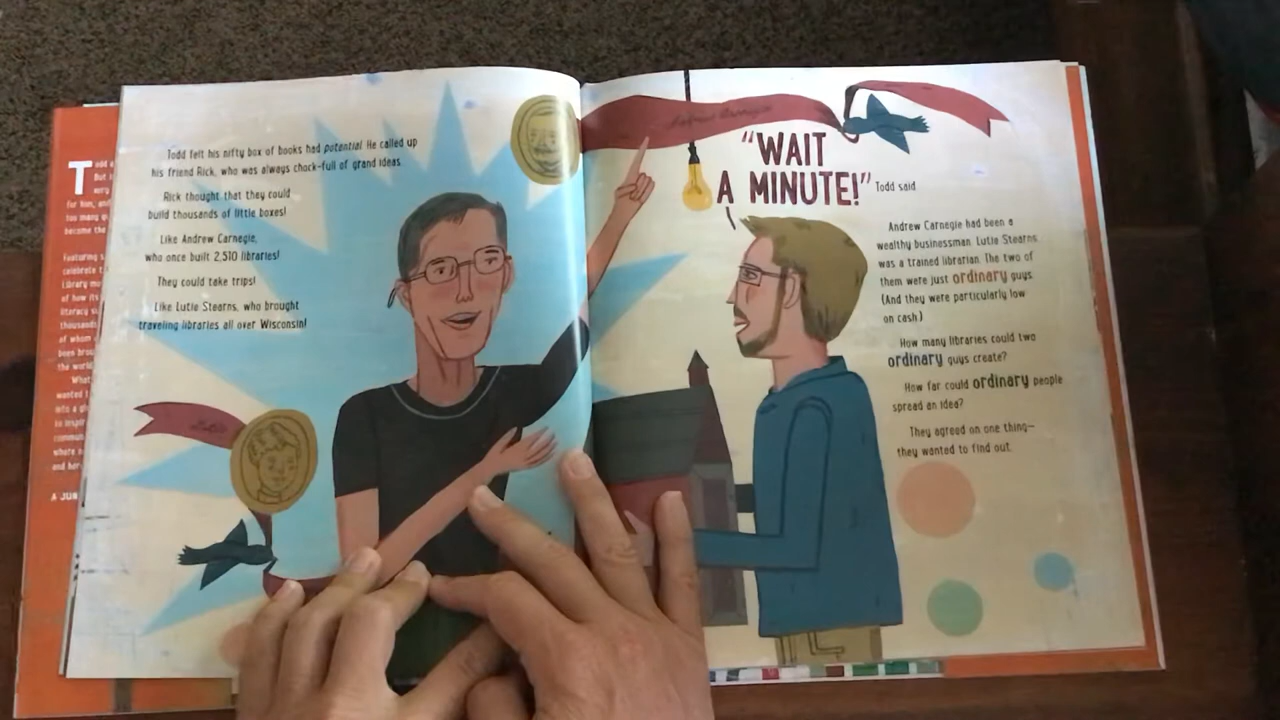 Todd felt his nifty box of books had potential! He called up
his friend Rick, who was always chock-full of grand ideas.
Rick thought that they could
build thousands of little boxes!
Like Andrew Carnegie,
who once built 2,510 libraries!
They could take trips!
Like Lutie Stearns, who brought
traveling libraries all over Wisconsin!
Andrew Carnegie
"WAIT
A MINUTE!" Todd said.
Andrew Carnegie had been a
wealthy businessman. Lutie Stearns
was a trained librarian. The two of
them were just ordinary guys.
(And they were particularly low
on cash.)
How many libraries could two
ordinary guys create?
How far could ordinary people
spread an idea?
They agreed on one thing—
they wanted to find out.